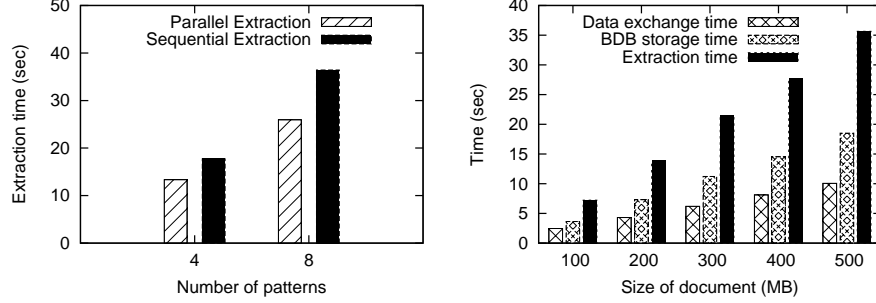 50
40
30
20
10
0
Extraction time (sec)
Parallel Extraction
Sequential Extraction
4
8
Number of patterns
40
35
30
25
20
15
10
5
0
Time (sec)
Data exchange time
BDB storage time
Extraction time
100
200
300
400
500
Size of document (MB)